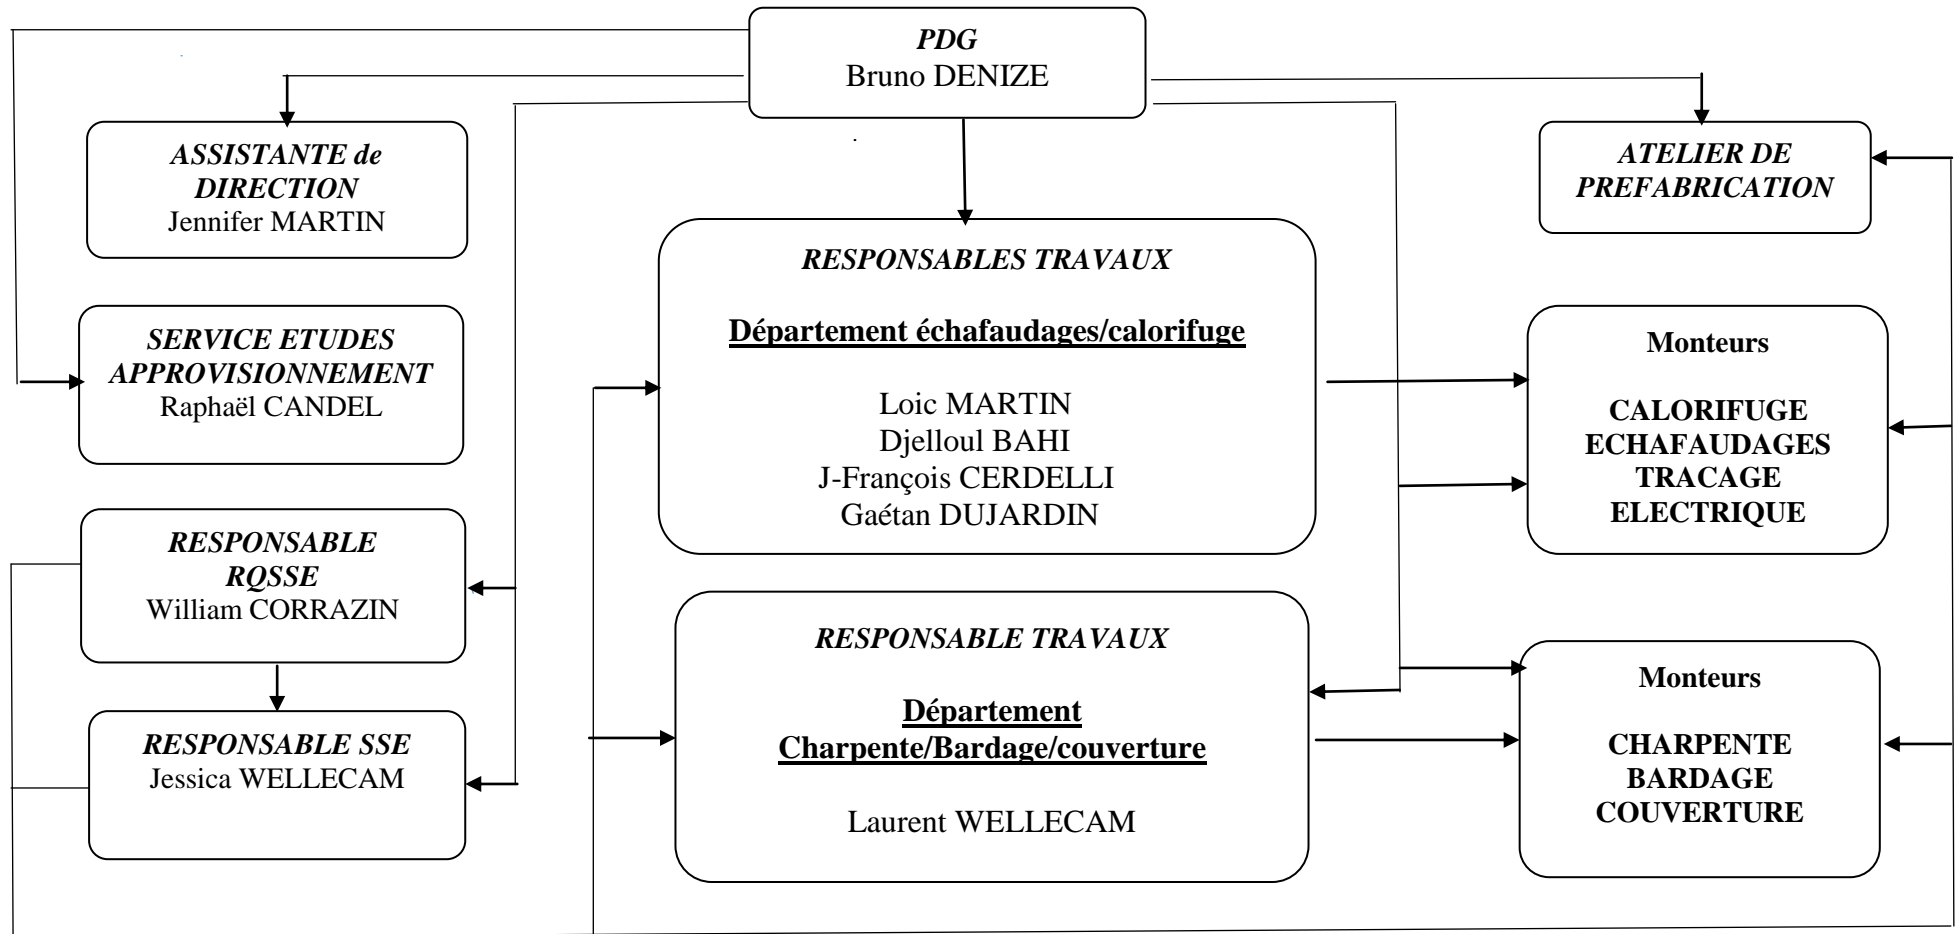 PDG
Bruno DENIZE
ASSISTANTE de
DIRECTION
Jennifer MARTIN
ATELIER DE
PREFABRICATION
SERVICE ETUDES
APPROVISIONNEMENT
Raphaël CANDEL
RESPONSABLES TRAVAUX
Département échafaudages/calorifuge
Loic MARTIN
Djelloul BAHI
J-François CERDELLI
Gaétan DUJARDIN
Monteurs
CALORIFUGE
ECHAFAUDAGES
TRACAGE
ELECTRIQUE
RESPONSABLE
RQSSE
William CORRAZIN
RESPONSABLE SSE
Jessica WELLECAM
RESPONSABLE TRAVAUX
Département
Charpente/Bardage/couverture
Laurent WELLECAM
Monteurs
CHARPENTE
BARDAGE
COUVERTURE